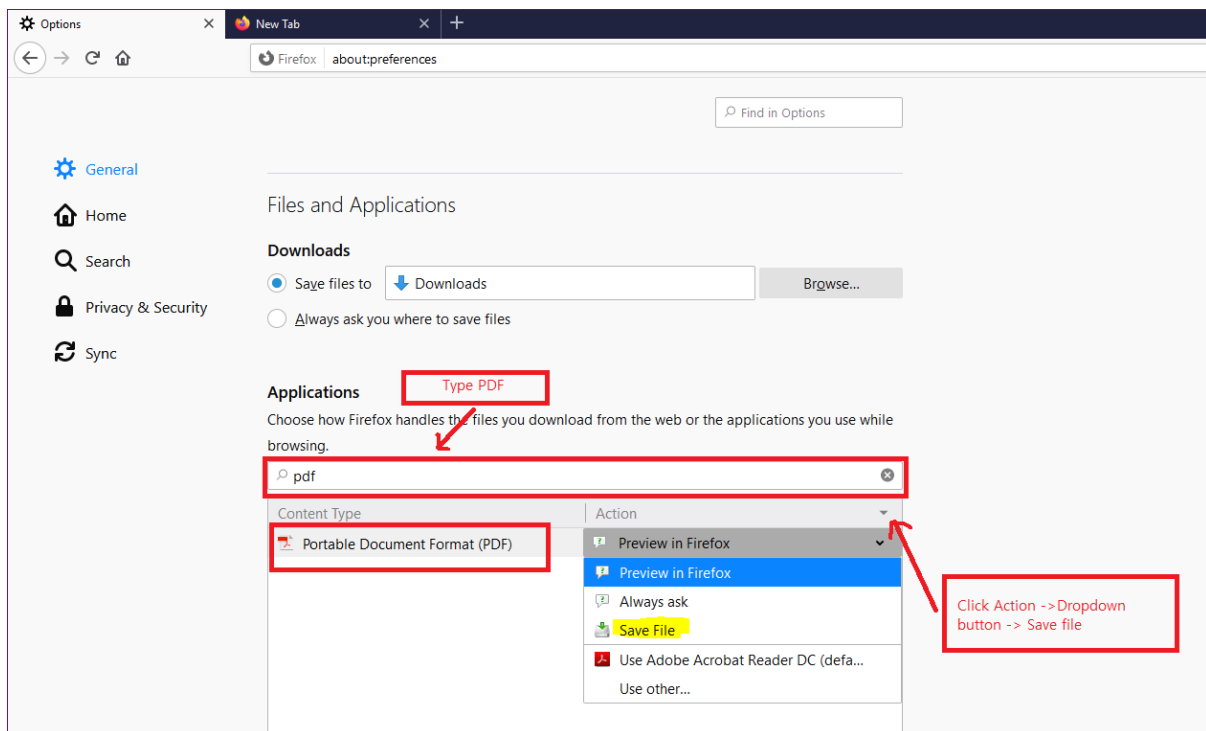 Options
New Tab
Firefox about:preferences
Find in Options
General
Home
Search
Privacy & Security
Sync
Files and Applications
Downloads
Save files to Downloads Browse...
Always ask you where to save files
Applications
Type PDF
Choose how Firefox handles the files you download from the web or the applications you use while
browsing.
pdf
Content Type Action
Portable Document Format (PDF) Preview in Firefox
Preview in Firefox
Always ask
Save File
Use Adobe Acrobat Reader DC (defa...
Use other...
Click Action ->Dropdown
button -> Save file